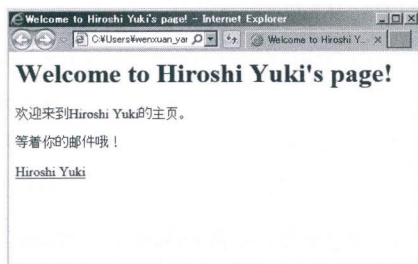 Welcome to Hiroshi Yuki's page! - Internet Explorer
C:¥Users¥wenxuan_yar
Welcome to Hiroshi Y...
Welcome to Hiroshi Yuki's page!
欢迎来到Hiroshi Yuki的主页。
等着你的邮件哦！
Hiroshi Yuki